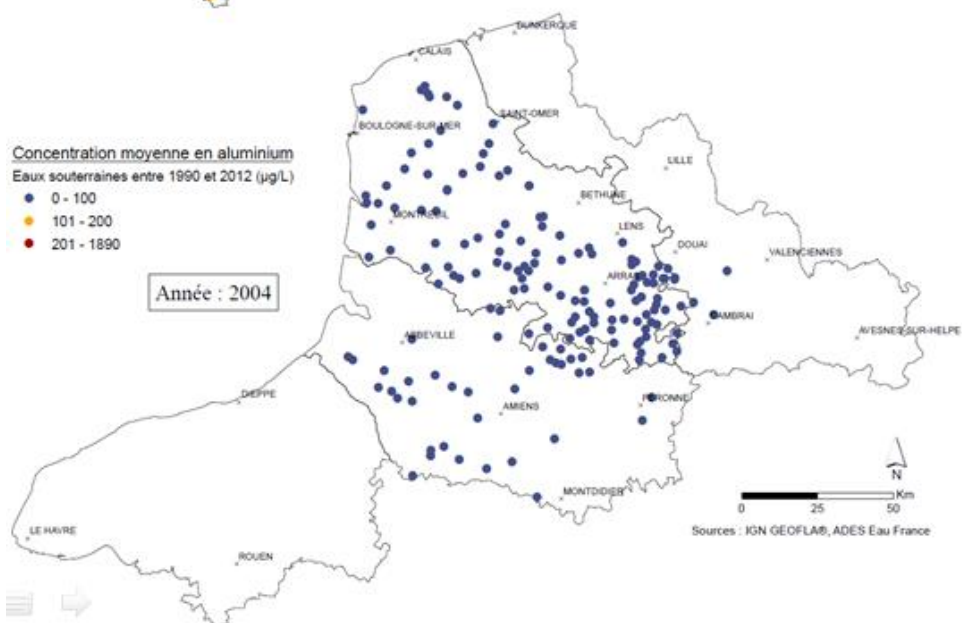 DUNKERQUE
CALAIS
SAINT-OMER
BOULOGNE-SUR-MER
Concentration moyenne en aluminium
Eaux souterraines entre 1990 et 2012 (µg/L)
0 - 100
101 - 200
201 - 1890
LILLE
BETHUNE
MONTREUIL
LENS
DOUAI
VALENCIENNES
ARRAS
Année : 2004
CAMBRAI
ABBEVILLE
AVESNES-SUR-HELPE
DIEPPE
PERONNE
AMIENS
N
MONTDIDIER
Km
0 25 50
Sources : IGN GEOFLA®, ADES Eau France
LE HAVRE
ROUEN